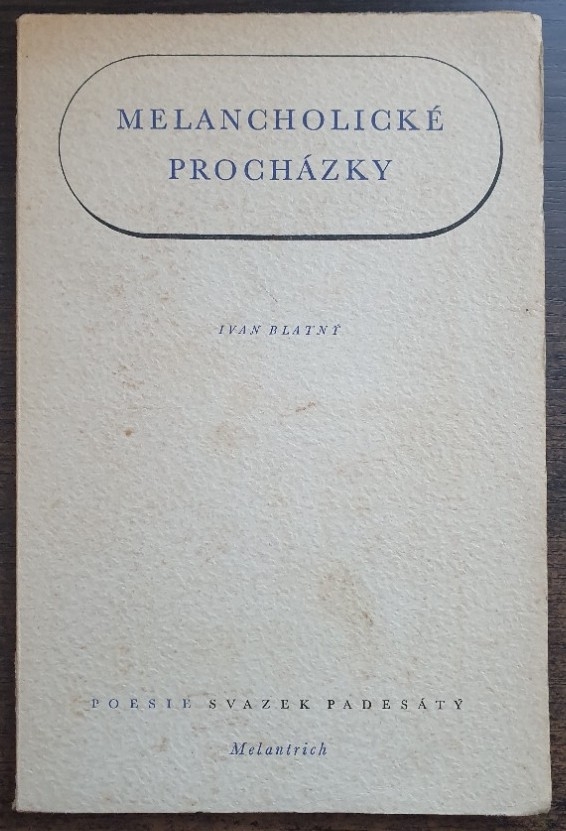 MELANCHOLICKÉ
PROCHÁZKY
IVAN BLATNÝ
POESIE SVAZEK PADESÁTÝ
Melantrich